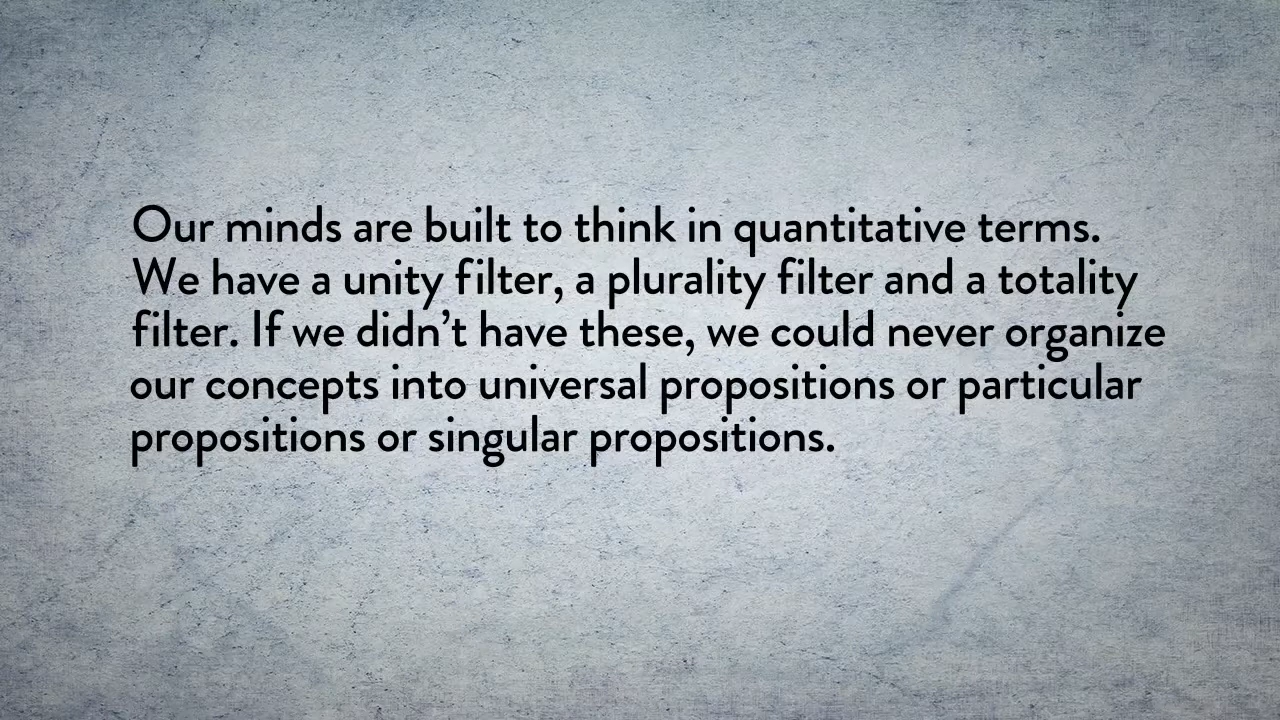 Our minds are built to think in quantitative terms.
We have a unity filter, a plurality filter and a totality
filter. If we didn’t have these, we could never organize
our concepts into universal propositions or particular
propositions or singular propositions.